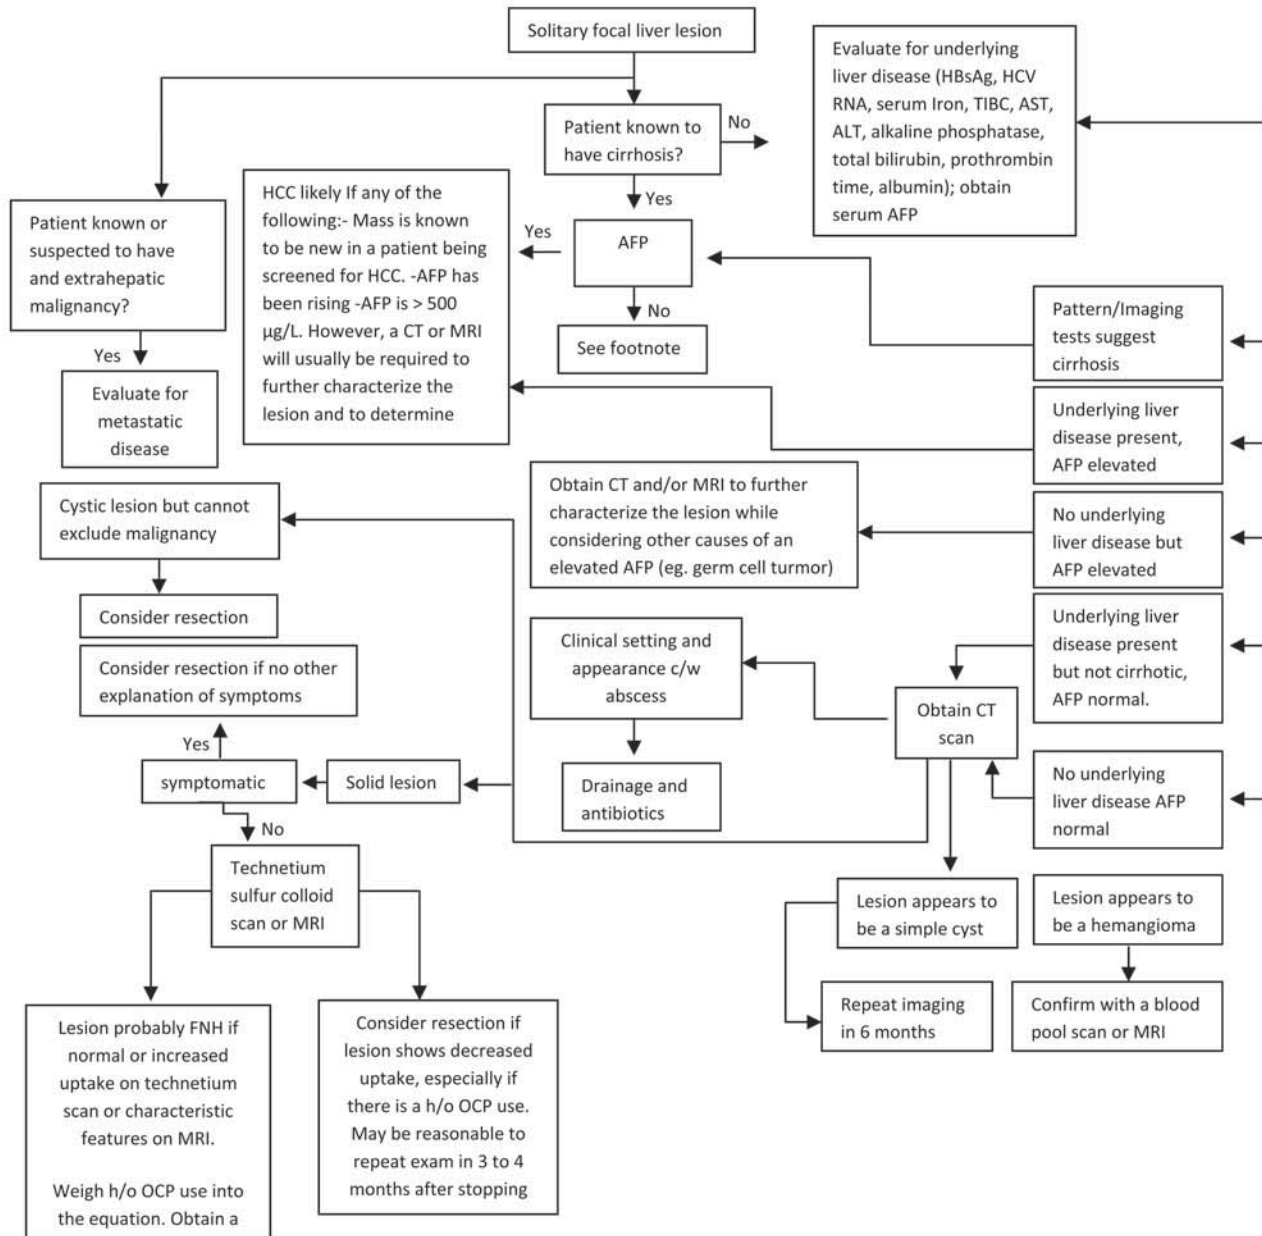 Solitary focal liver lesion
Evaluate for underlying
liver disease (HBsAg, HCV
RNA, serum Iron, TIBC, AST,
ALT, alkaline phosphatase,
total bilirubin, prothrombin
time, albumin); obtain
serum AFP
Patient known to
have cirrhosis?
No
Yes
Patient known or
suspected to have
and extrahepatic
malignancy?
HCC likely If any of the
following:- Mass is known
to be new in a patient being
screened for HCC. -AFP has
been rising -AFP is > 500
µg/L. However, a CT or MRI
will usually be required to
further characterize the
lesion and to determine
Yes
AFP
No
See footnote
Pattern/Imaging
tests suggest
cirrhosis
Yes
Evaluate for
metastatic
disease
Underlying liver
disease present,
AFP elevated
Cystic lesion but cannot
exclude malignancy
Obtain CT and/or MRI to further
characterize the lesion while
considering other causes of an
elevated AFP (eg. germ cell turmor)
No underlying
liver disease but
AFP elevated
Consider resection
Consider resection if no other
explanation of symptoms
Clinical setting and
appearance c/w
abscess
Underlying liver
disease present
but not cirrhotic,
AFP normal.
Obtain CT
scan
Yes
symptomatic
Solid lesion
Drainage and
antibiotics
No underlying
liver disease AFP
normal
No
Technetium
sulfur colloid
scan or MRI
Lesion appears to
be a simple cyst
Lesion appears to
be a hemangioma
Repeat imaging
in 6 months
Confirm with a blood
pool scan or MRI
Lesion probably FNH if
normal or increased
uptake on technetium
scan or characteristic
features on MRI.
Weigh h/o OCP use into
the equation. Obtain a
Consider resection if
lesion shows decreased
uptake, especially if
there is a h/o OCP use.
May be reasonable to
repeat exam in 3 to 4
months after stopping